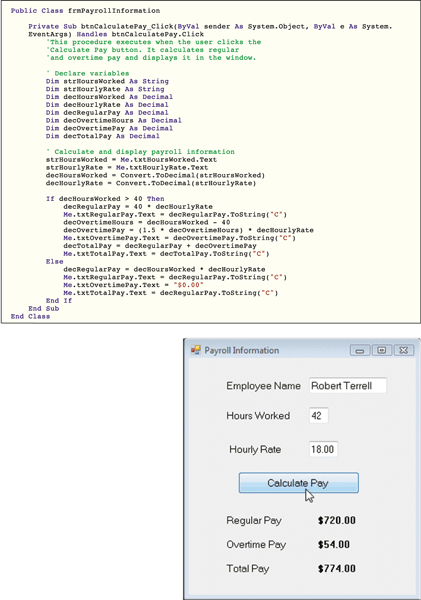 Public Class frmPayrollInformation
Private Sub btnCalculatePay_Click(ByVal sender As System.Object, ByVal e As System.
EventArgs) Handles btnCalculatePay.Click
'This procedure executes when the user clicks the
'Calculate Pay button. It calculates regular
'and overtime pay and displays it in the window.
' Declare variables
Dim strHoursWorked As String
Dim strHourlyRate As String
Dim decHoursWorked As Decimal
Dim decHourlyRate As Decimal
Dim decRegularPay As Decimal
Dim decOvertimeHours As Decimal
Dim decOvertimePay As Decimal
Dim decTotalPay As Decimal
' Calculate and display payroll information
strHoursWorked = Me.txtHoursWorked.Text
strHourlyRate = Me.txtHourlyRate.Text
decHoursWorked = Convert.ToDecimal(strHoursWorked)
decHourlyRate = Convert.ToDecimal(strHourlyRate)
If decHoursWorked > 40 Then
decRegularPay = 40 * decHourlyRate
Me.txtRegularPay.Text = decRegularPay.ToString("C")
decOvertimeHours = decHoursWorked - 40
decOvertimePay = (1.5 * decOvertimeHours) * decHourlyRate
Me.txtOvertimePay.Text = decOvertimePay.ToString("C")
decTotalPay = decRegularPay + decOvertimePay
Me.txtTotalPay.Text = decTotalPay.ToString("C")
Else
decRegularPay = decHoursWorked * decHourlyRate
Me.txtRegularPay.Text = decRegularPay.ToString("C")
Me.txtOvertimePay.Text = "$0.00"
Me.txtTotalPay.Text = decRegularPay.ToString("C")
End If
End Sub
End Class
Payroll Information
Employee Name Robert Terrell
Hours Worked 42
Hourly Rate 18.00
Calculate Pay
Regular Pay $720.00
Overtime Pay $54.00
Total Pay $774.00